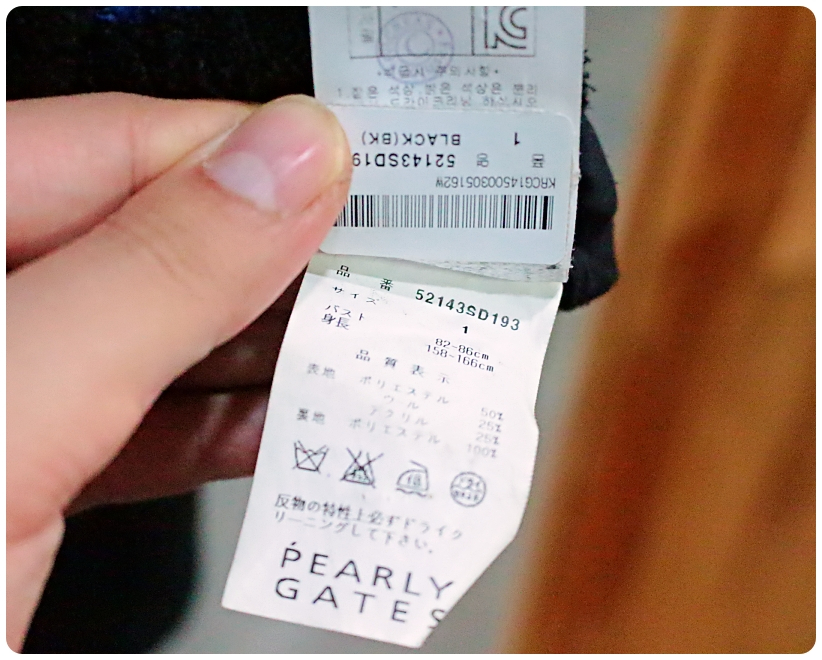 취급시 주의사항
1
BLACK(BK)
품 번
52143SD19
KRCG14500305162W
品 番 52143SD193
サイズ 1
バスト 82-86cm
身長 158-166cm
品 質 表 示
表地 ポリエステル 50%
ウール 25%
アクリル 25%
裏地 ポリエステル 100%
反物の特性上必ずドライク
リーニングして下さい。
PEARLY
GATES